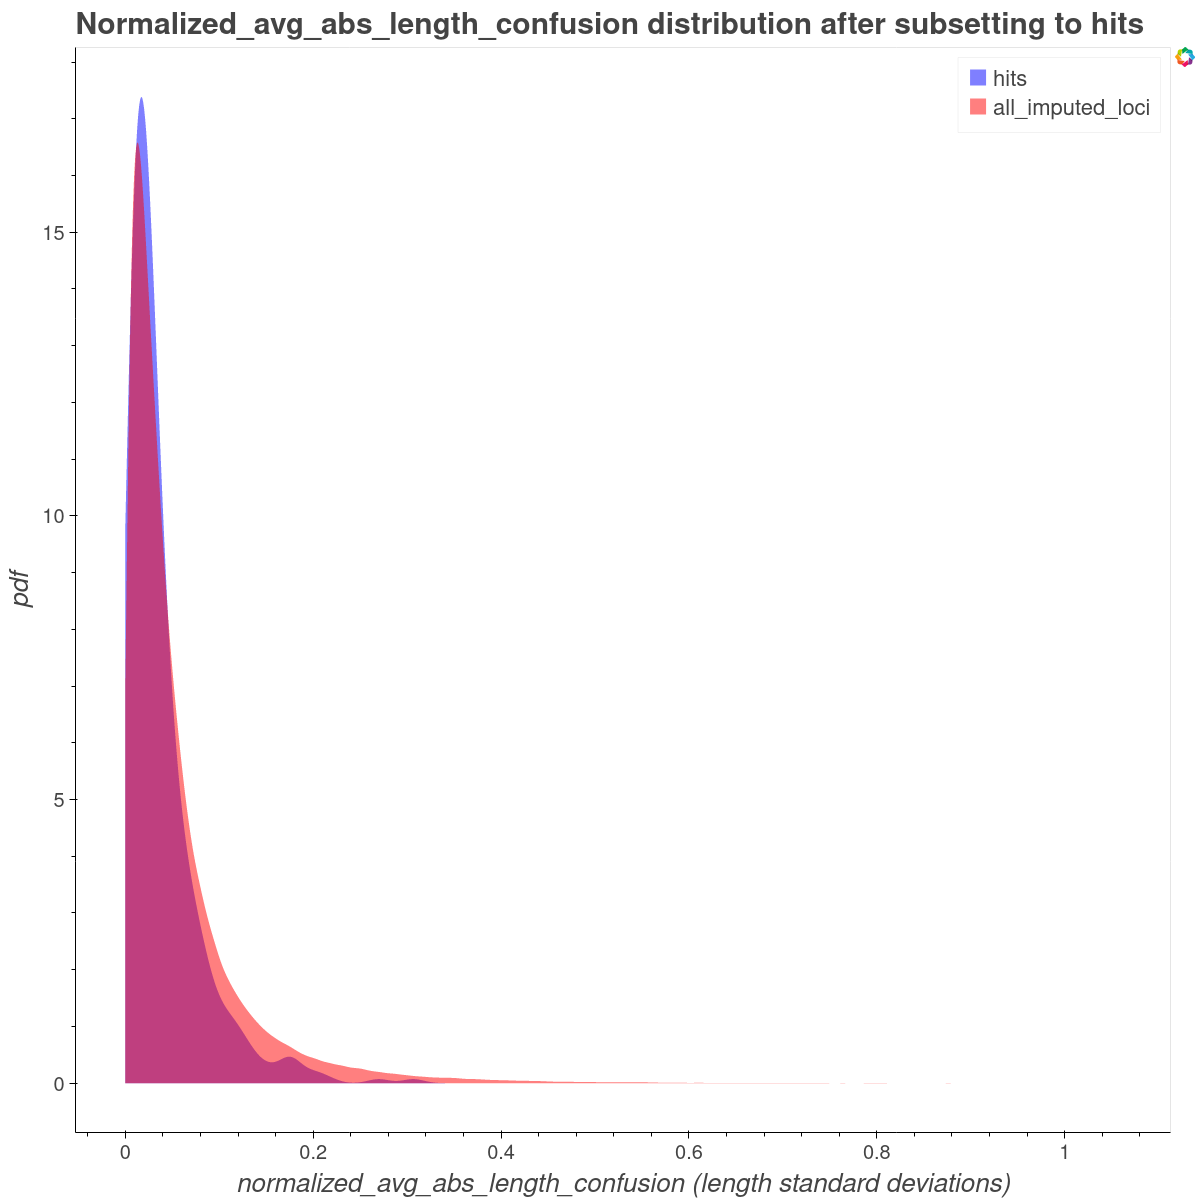 Normalized_avg_abs_length_confusion distribution after subsetting to hits
hits
all_imputed_loci
15
10
5
0
pdf
0
0.2
0.4
0.6
0.8
1
normalized_avg_abs_length_confusion (length standard deviations)